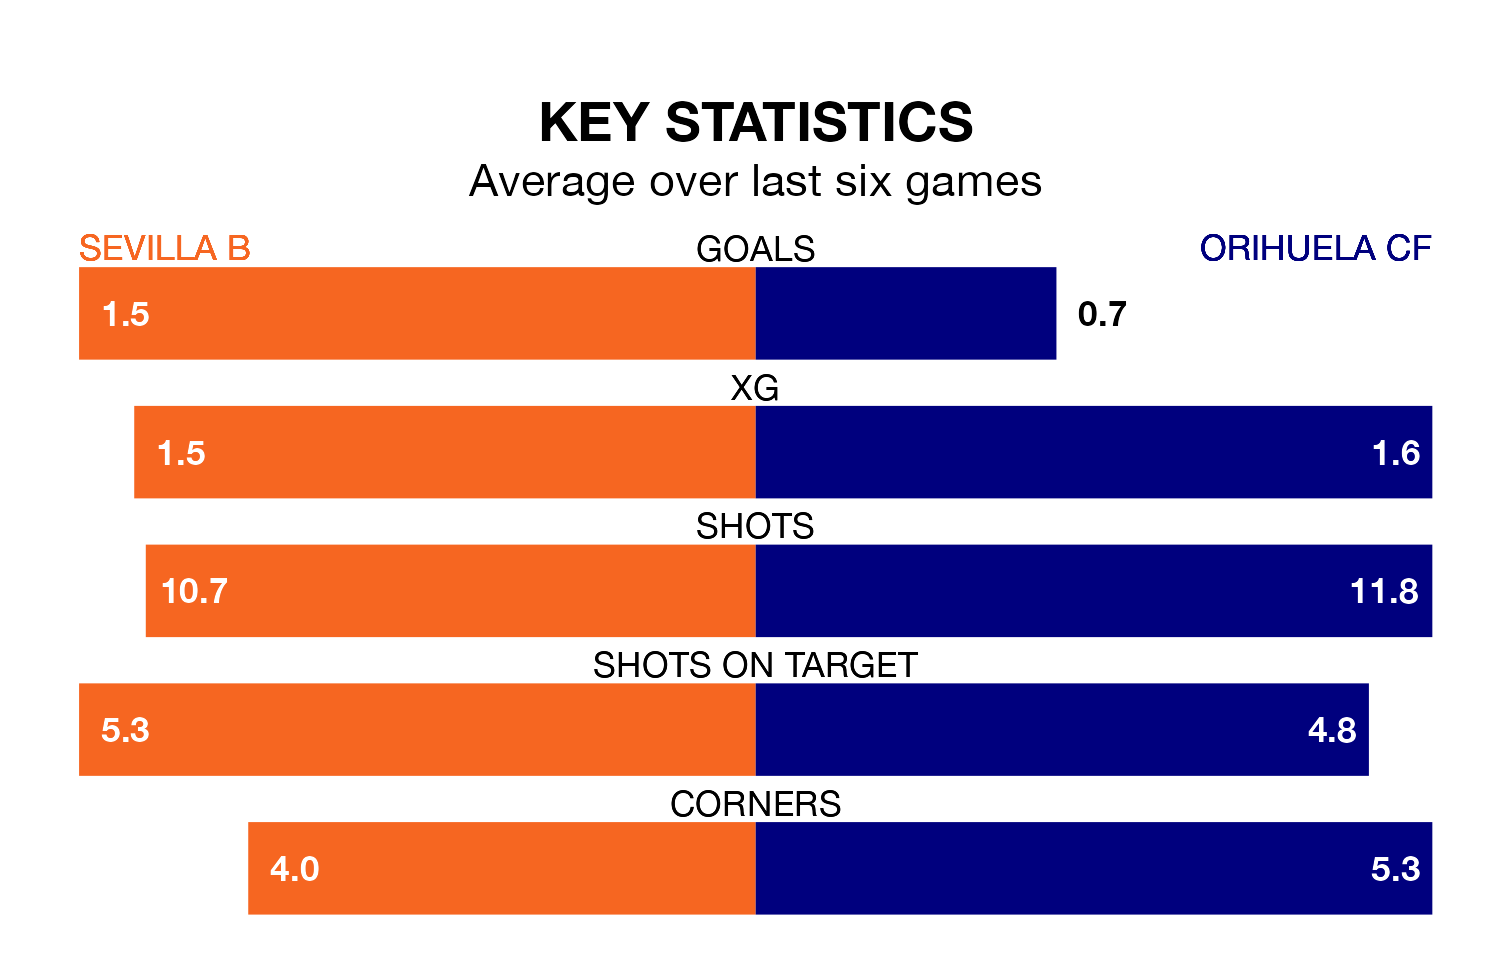 KEY STATISTICS
Average over last six games
SEVILLA B GOALS ORIHUELA CF
1.5 0.7
XG
1.5 1.6
SHOTS
10.7 11.8
SHOTS ON TARGET
5.3 4.8
CORNERS
4.0 5.3